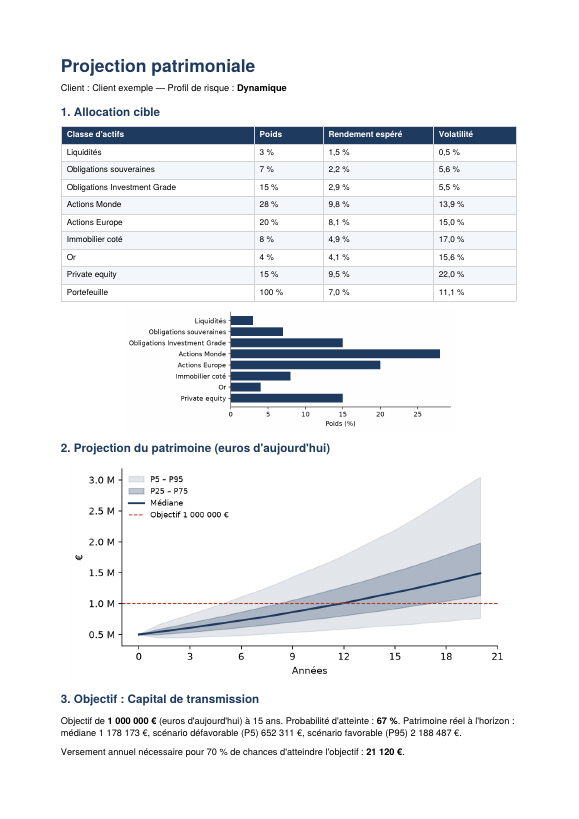 Projection patrimoniale
Client : Client exemple — Profil de risque : Dynamique
1. Allocation cible
Classe d'actifs Poids Rendement espéré Volatilité
Liquidités 3 % 1,5 % 0,5 %
Obligations souveraines 7 % 2,2 % 5,6 %
Obligations Investment Grade 15 % 2,9 % 5,5 %
Actions Monde 28 % 9,8 % 13,9 %
Actions Europe 20 % 8,1 % 15,0 %
Immobilier coté 8 % 4,9 % 17,0 %
Or 4 % 4,1 % 15,6 %
Private equity 15 % 9,5 % 22,0 %
Portefeuille 100 % 7,0 % 11,1 %
Liquidités
Obligations souveraines
Obligations Investment Grade
Actions Monde
Actions Europe
Immobilier coté
Or
Private equity
0 5 10 15 20 25
Poids (%)
2. Projection du patrimoine (euros d'aujourd'hui)
P5 – P95
P25 – P75
Médiane
Objectif 1 000 000 €
3.0 M
2.5 M
2.0 M
1.5 M
1.0 M
0.5 M
€
0 3 6 9 12 15 18 21
Années
3. Objectif : Capital de transmission
Objectif de 1 000 000 € (euros d'aujourd'hui) à 15 ans. Probabilité d'atteinte : 67 %. Patrimoine réel à l'horizon :
médiane 1 178 173 €, scénario défavorable (P5) 652 311 €, scénario favorable (P95) 2 188 487 €.
Versement annuel nécessaire pour 70 % de chances d'atteindre l'objectif : 21 120 €.